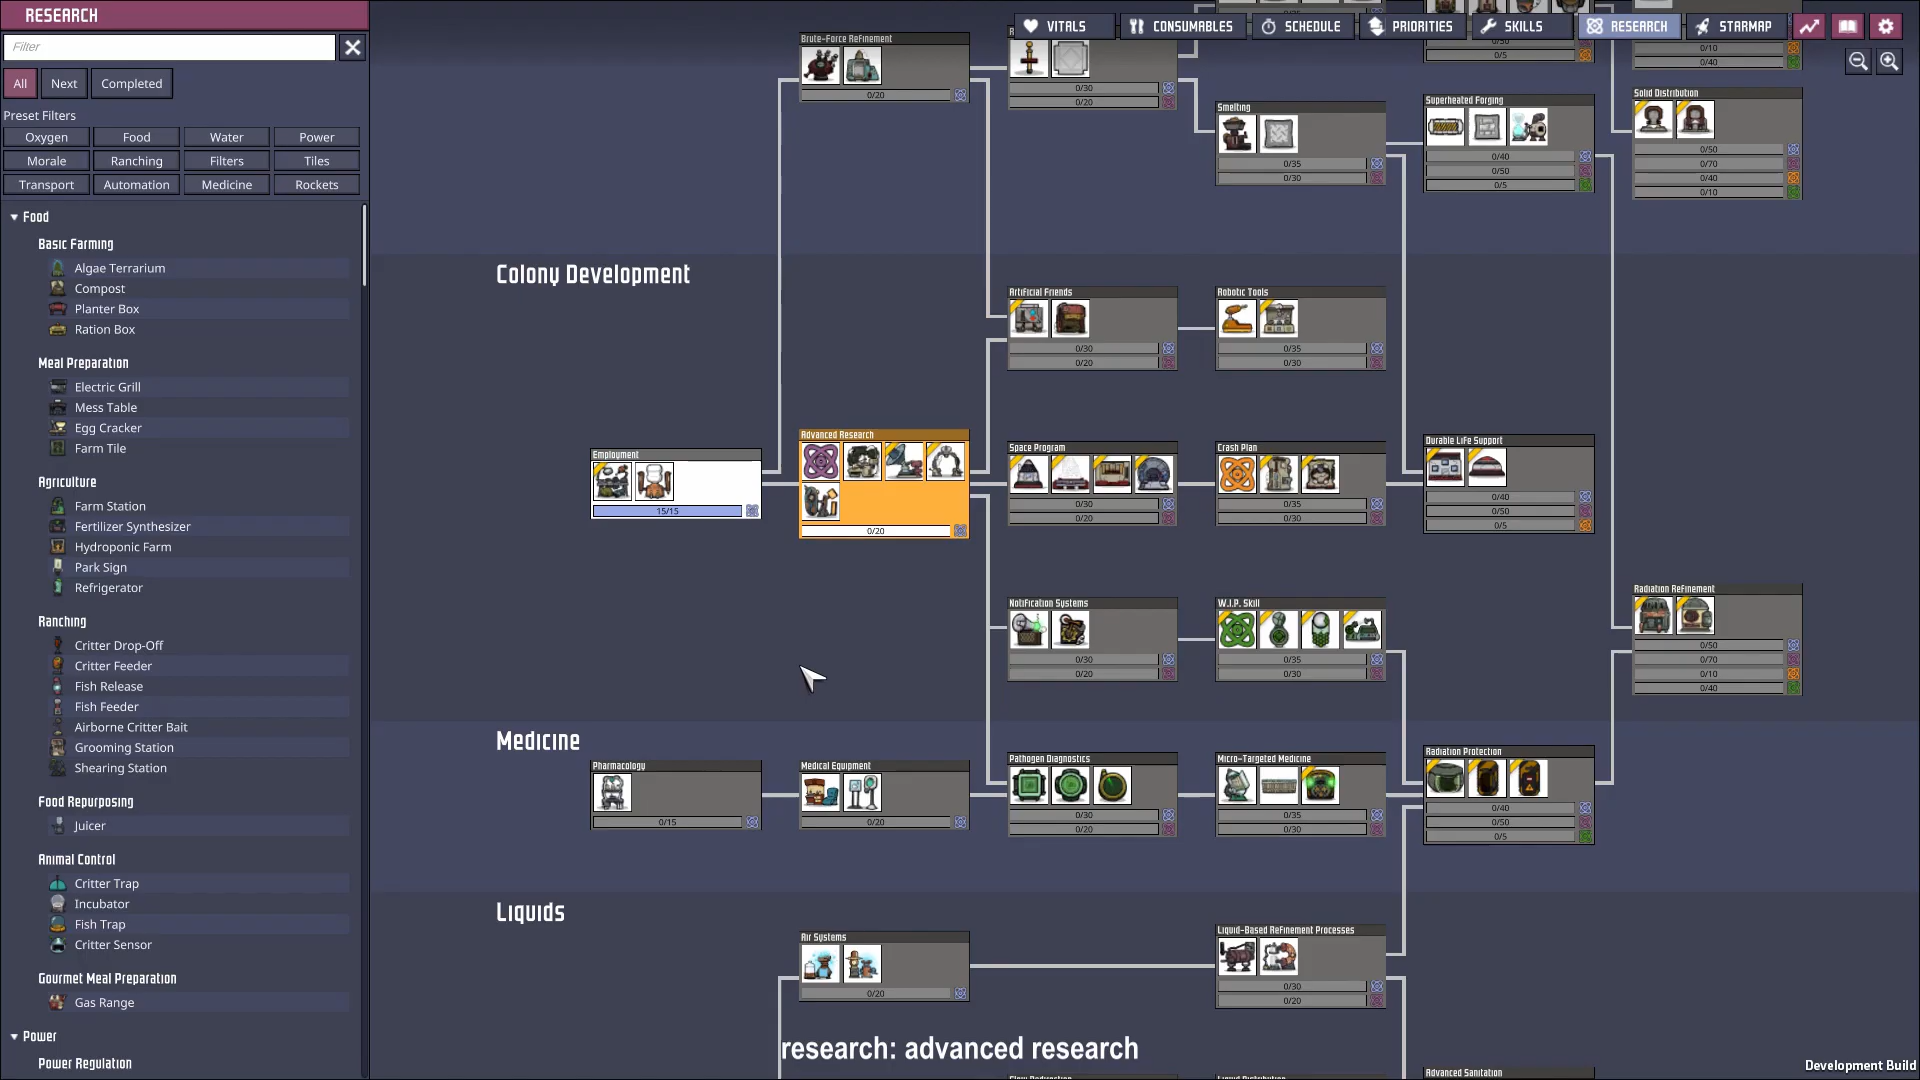 RESEARCH
VITALS
CONSUMABLES
SCHEDULE
PRIORITIES
SKILLS
RESEARCH
STARMAP
Filter
All
Next
Completed
Preset Filters
Oxygen
Food
Water
Power
Morale
Ranching
Filters
Tiles
Transport
Automation
Medicine
Rockets
Food
Basic Farming
Algae Terrarium
Compost
Planter Box
Ration Box
Meal Preparation
Electric Grill
Mess Table
Egg Cracker
Farm Tile
Agriculture
Farm Station
Fertilizer Synthesizer
Hydroponic Farm
Park Sign
Refrigerator
Ranching
Critter Drop-Off
Critter Feeder
Fish Release
Fish Feeder
Airborne Critter Bait
Grooming Station
Shearing Station
Food Repurposing
Juicer
Animal Control
Critter Trap
Incubator
Fish Trap
Critter Sensor
Gourmet Meal Preparation
Gas Range
Power
Power Regulation
Brute-Force Refinement
0/20
0/30
0/20
Smelting
0/35
0/30
0/50
0/5
Superheated Forging
0/40
0/50
0/5
0/10
0/40
Solid Distribution
0/50
0/70
0/40
0/10
Colony Development
Artificial Friends
0/30
0/20
Robotic Tools
0/35
0/30
Employment
15/15
Advanced Research
0/20
Space Program
0/30
0/20
Crash Plan
0/35
0/30
Durable Life Support
0/40
0/50
0/5
Notification Systems
0/30
0/20
W.I.P. Skill
0/35
0/30
Radiation Refinement
0/50
0/70
0/10
0/40
Medicine
Pharmacology
0/15
Medical Equipment
0/20
Pathogen Diagnostics
0/30
0/20
Micro-Targeted Medicine
0/35
0/30
Radiation Protection
0/40
0/50
0/5
Liquids
Air Systems
0/20
Liquid-Based Refinement Processes
0/30
0/20
research: advanced research
Liquid Distribution
Advanced Sanitation
Development Build